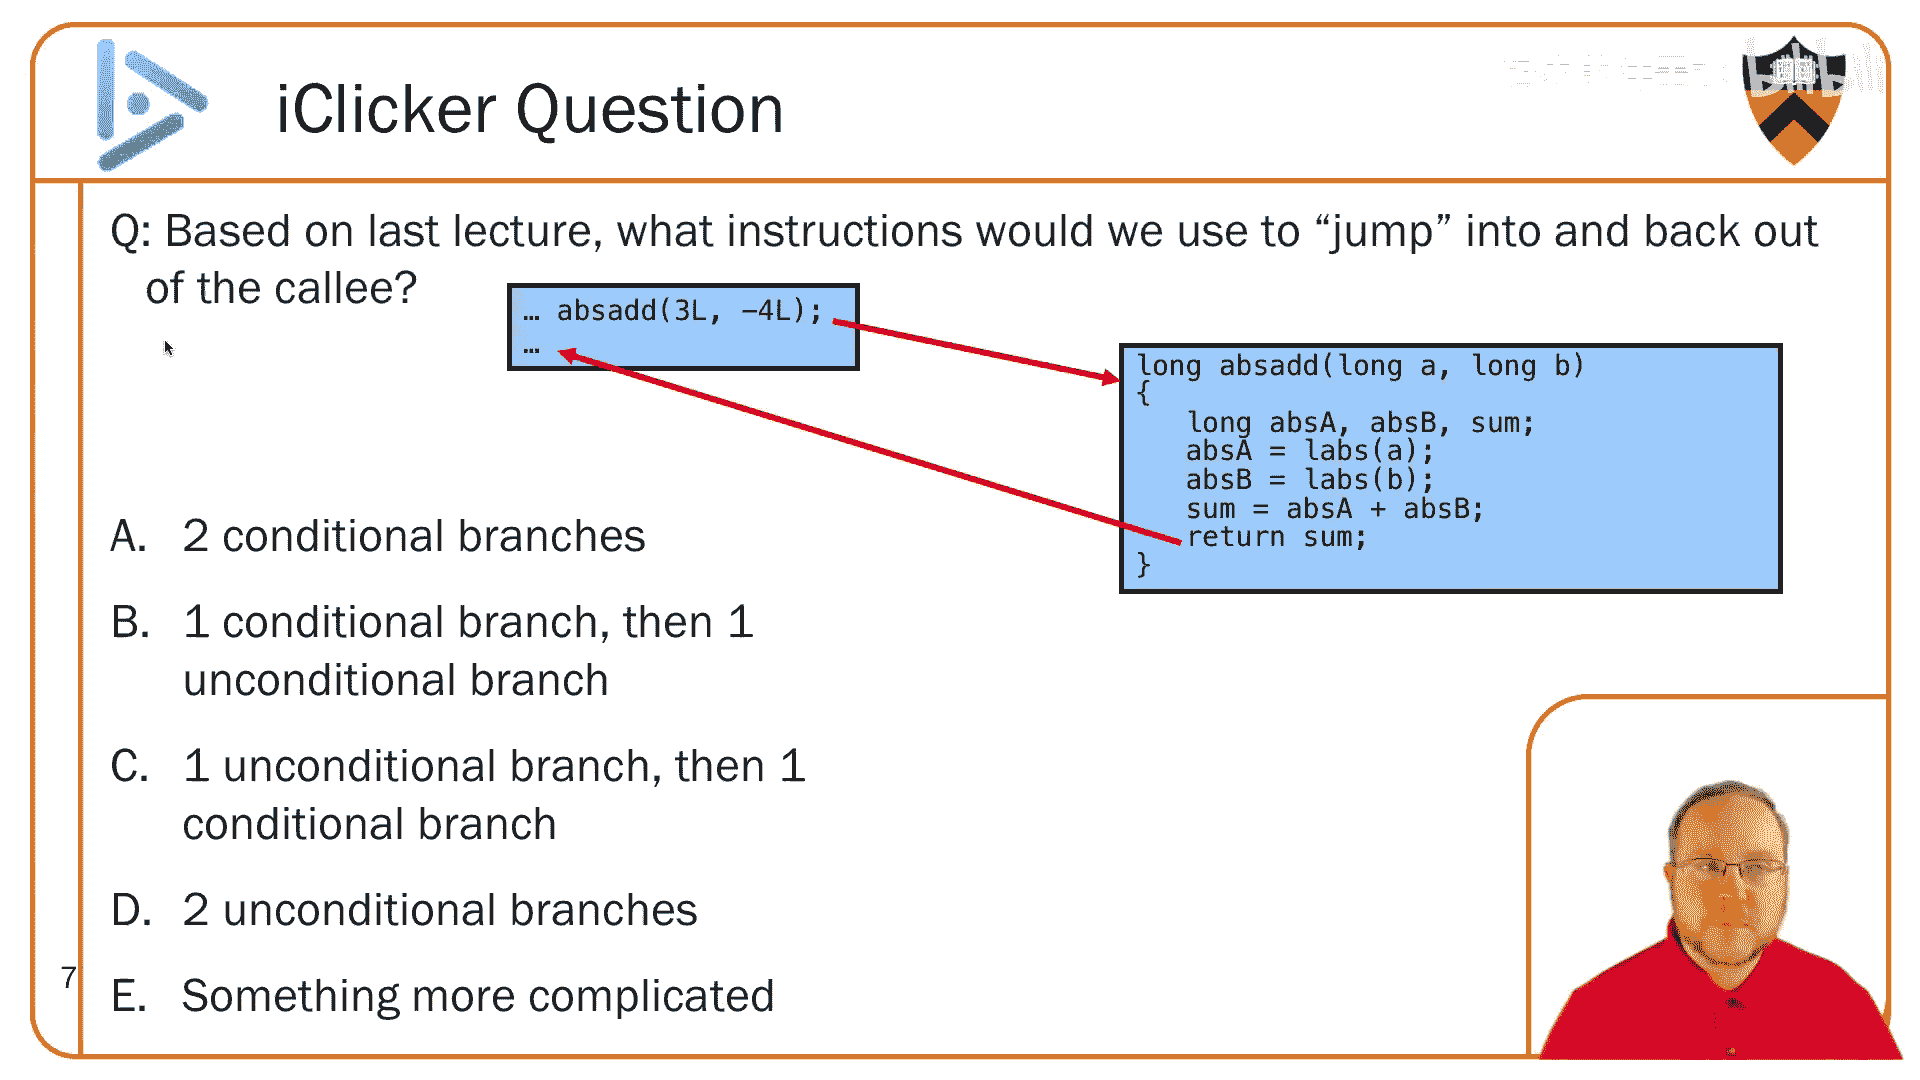 iClicker Question
Q: Based on last lecture, what instructions would we use to “jump” into and back out
of the callee?
… absadd(3L, −4L);
…
long absadd(long a, long b)
{
long absA, absB, sum;
absA = labs(a);
absB = labs(b);
sum = absA + absB;
return sum;
}
A. 2 conditional branches
B. 1 conditional branch, then 1
unconditional branch
C. 1 unconditional branch, then 1
conditional branch
D. 2 unconditional branches
E. Something more complicated
7